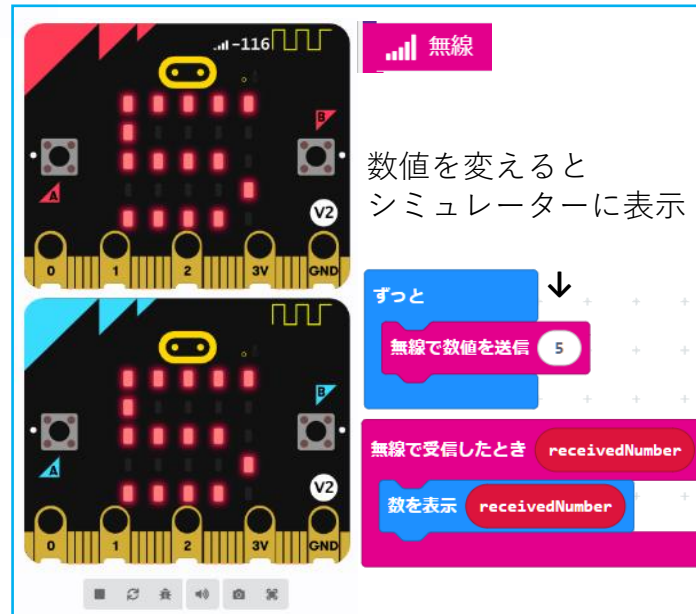 -116
B
A
V2
0 1 2 3V GND
B
A
V2
0 1 2 3V GND
無線
数値を変えると
シミュレーターに表示
↓
ずっと
無線で数値を送信 5
無線で受信したとき receivedNumber
数を表示 receivedNumber